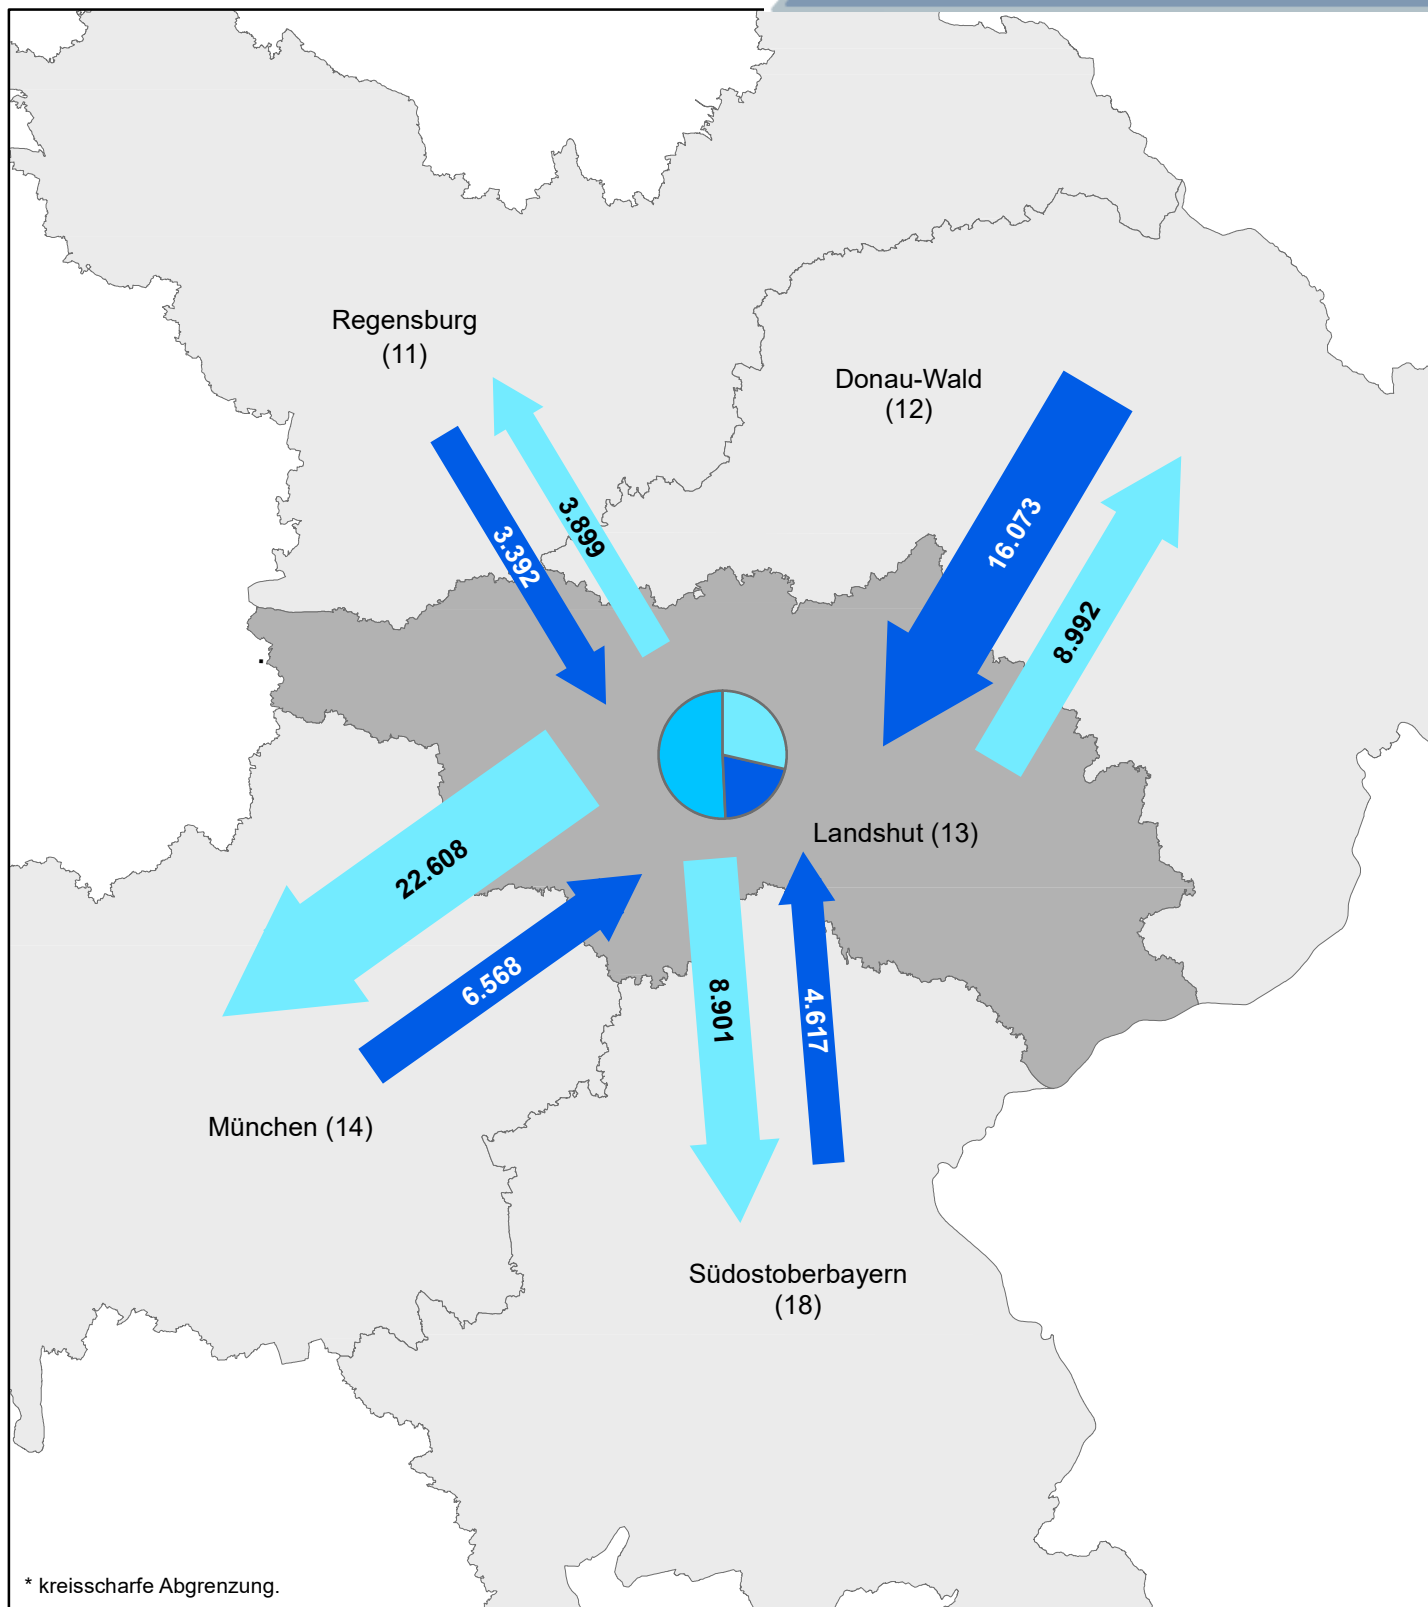 Regensburg
(11)
Donau-Wald
(12)
3.899
3.392
16.073
8.992
Landshut (13)
22.608
6.568
8.901
4.617
München (14)
Südostoberbayern
(18)
* kreisscharfe Abgrenzung.